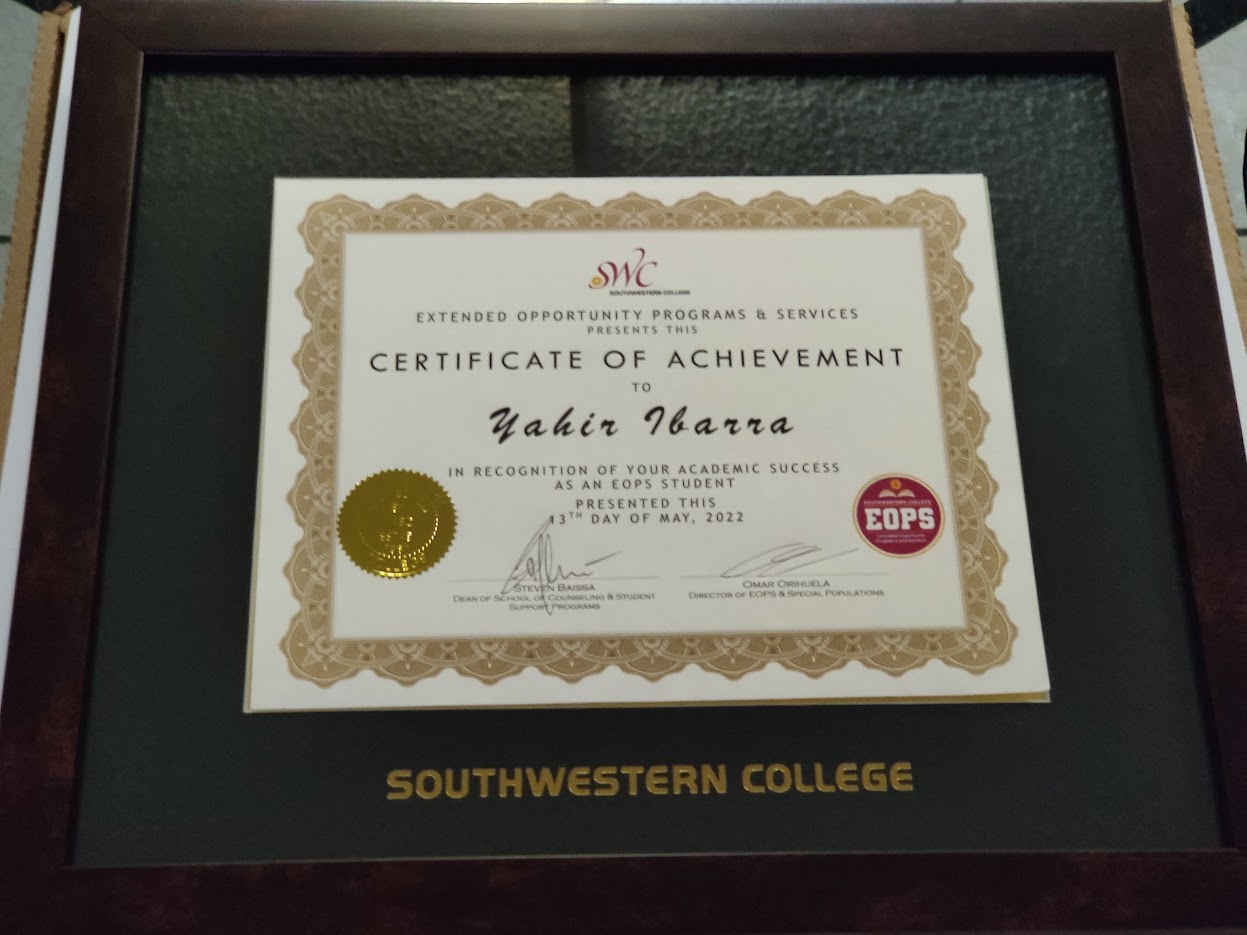 SWC
SOUTHWESTERN COLLEGE
EXTENDED OPPORTUNITY PROGRAMS & SERVICES
PRESENTS THIS
CERTIFICATE OF ACHIEVEMENT
TO
Yahir Ibarra
IN RECOGNITION OF YOUR ACADEMIC SUCCESS
AS AN EOPS STUDENT
PRESENTED THIS
13TH DAY OF MAY, 2022
SOUTHWESTERN COLLEGE
EOPS
STEVEN BAISSA
DEAN OF SCHOOL OF COUNSELING & STUDENT
SUPPORT PROGRAMS
OMAR ORIHUELA
DIRECTOR OF EOPS & SPECIAL POPULATIONS
SOUTHWESTERN COLLEGE